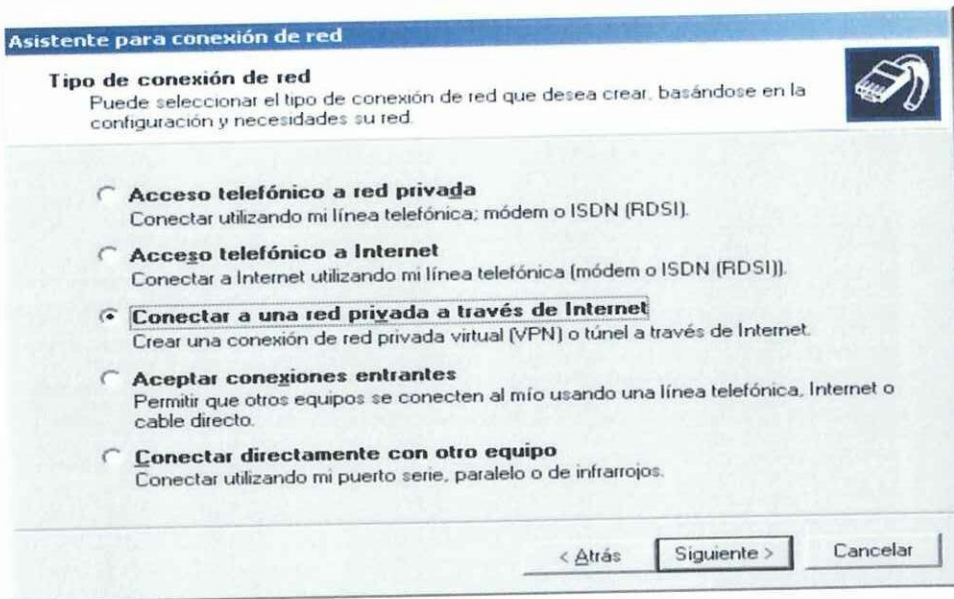 Asistente para conexión de red
Tipo de conexión de red
Puede seleccionar el tipo de conexión de red que desea crear, basándose en la
configuración y necesidades su red.
Acceso telefónico a red privada
Conectar utilizando mi línea telefónica; módem o ISDN (RDSI).
Acceso telefónico a Internet
Conectar a Internet utilizando mi línea telefónica (módem o ISDN (RDSI)).
Conectar a una red privada a través de Internet
Crear una conexión de red privada virtual (VPN) o túnel a través de Internet.
Aceptar conexiones entrantes
Permitir que otros equipos se conecten al mío usando una línea telefónica, Internet o
cable directo.
Conectar directamente con otro equipo
Conectar utilizando mi puerto serie, paralelo o de infrarrojos.
< Atrás Siguiente > Cancelar